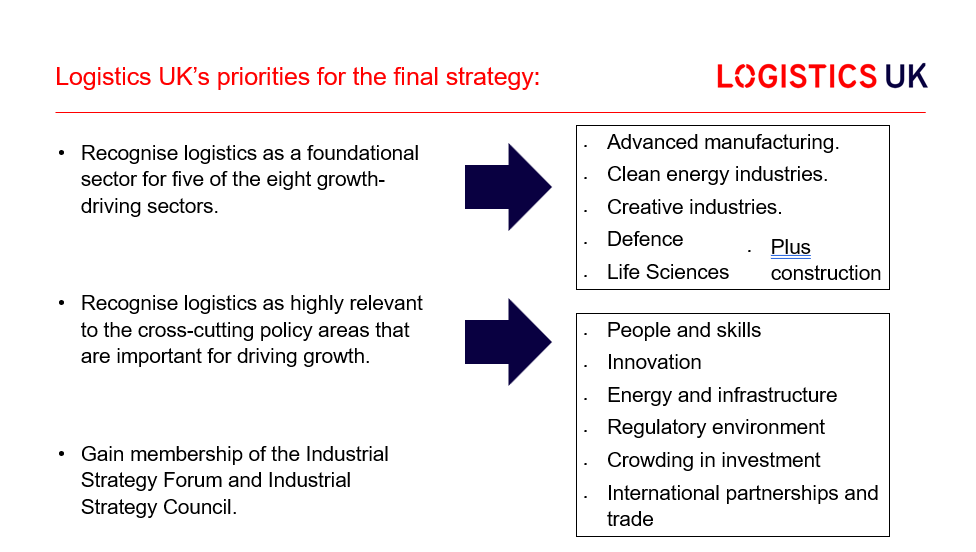 Logistics UK’s priorities for the final strategy:
LOGISTICS UK
• Recognise logistics as a foundational
sector for five of the eight growth-
driving sectors.
• Advanced manufacturing.
• Clean energy industries.
• Creative industries.
• Defence
• Life Sciences
• Plus
construction
• Recognise logistics as highly relevant
to the cross-cutting policy areas that
are important for driving growth.
• People and skills
• Innovation
• Energy and infrastructure
• Regulatory environment
• Crowding in investment
• International partnerships and
trade
• Gain membership of the Industrial
Strategy Forum and Industrial
Strategy Council.